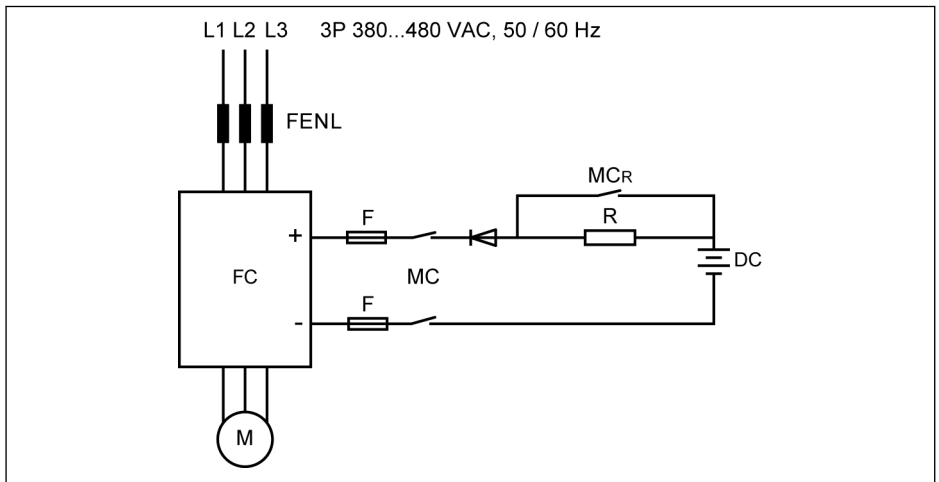 L1 L2 L3 3P 380...480 VAC, 50 / 60 Hz
FENL
MCR
F
R
+
FC
MC
DC
F
-
M